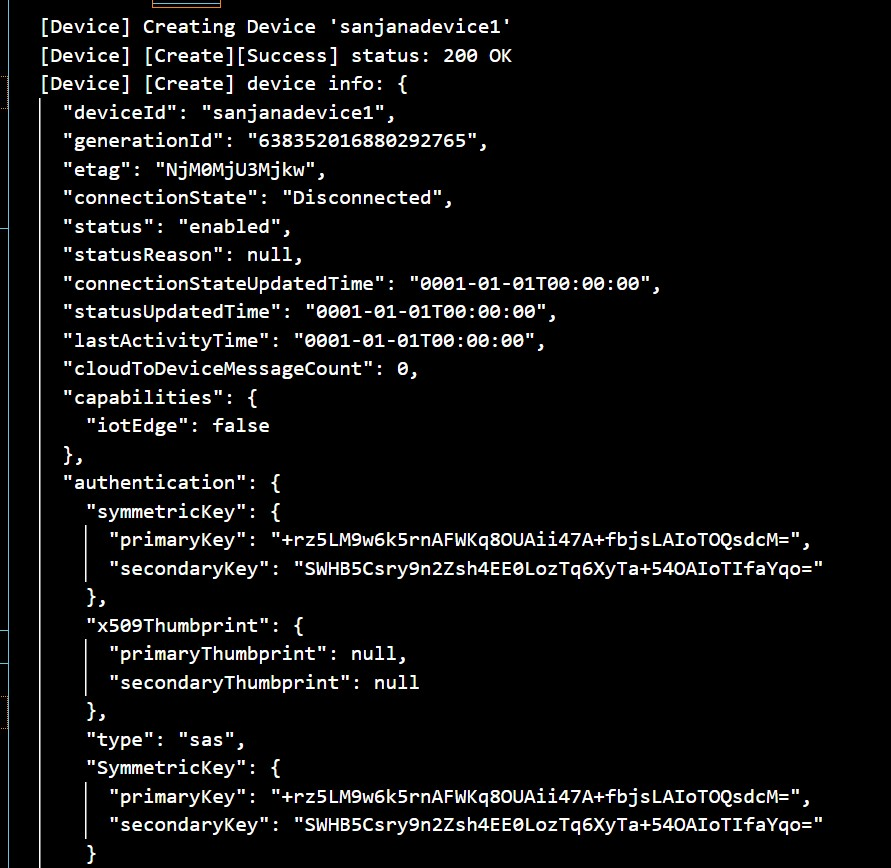 [Device] Creating Device 'sanjanadevice1'
[Device] [Create][Success] status: 200 OK
[Device] [Create] device info: {
"deviceId": "sanjanadevice1",
"generationId": "638352016880292765",
"etag": "NjM0MjU3Mjkw",
"connectionState": "Disconnected",
"status": "enabled",
"statusReason": null,
"connectionStateUpdatedTime": "0001-01-01T00:00:00",
"statusUpdatedTime": "0001-01-01T00:00:00",
"lastActivityTime": "0001-01-01T00:00:00",
"cloudToDeviceMessageCount": 0,
"capabilities": {
"iotEdge": false
},
"authentication": {
"symmetricKey": {
"primaryKey": "+rz5LM9w6k5rnAFWKq8OUAii47A+fbjsLAIoTOQsdcM=",
"secondaryKey": "SWHB5Csry9n2Zsh4EE0LozTq6XyTa+54OAIoTIfaYqo="
},
"x509Thumbprint": {
"primaryThumbprint": null,
"secondaryThumbprint": null
},
"type": "sas",
"SymmetricKey": {
"primaryKey": "+rz5LM9w6k5rnAFWKq8OUAii47A+fbjsLAIoTOQsdcM=",
"secondaryKey": "SWHB5Csry9n2Zsh4EE0LozTq6XyTa+54OAIoTIfaYqo="
}